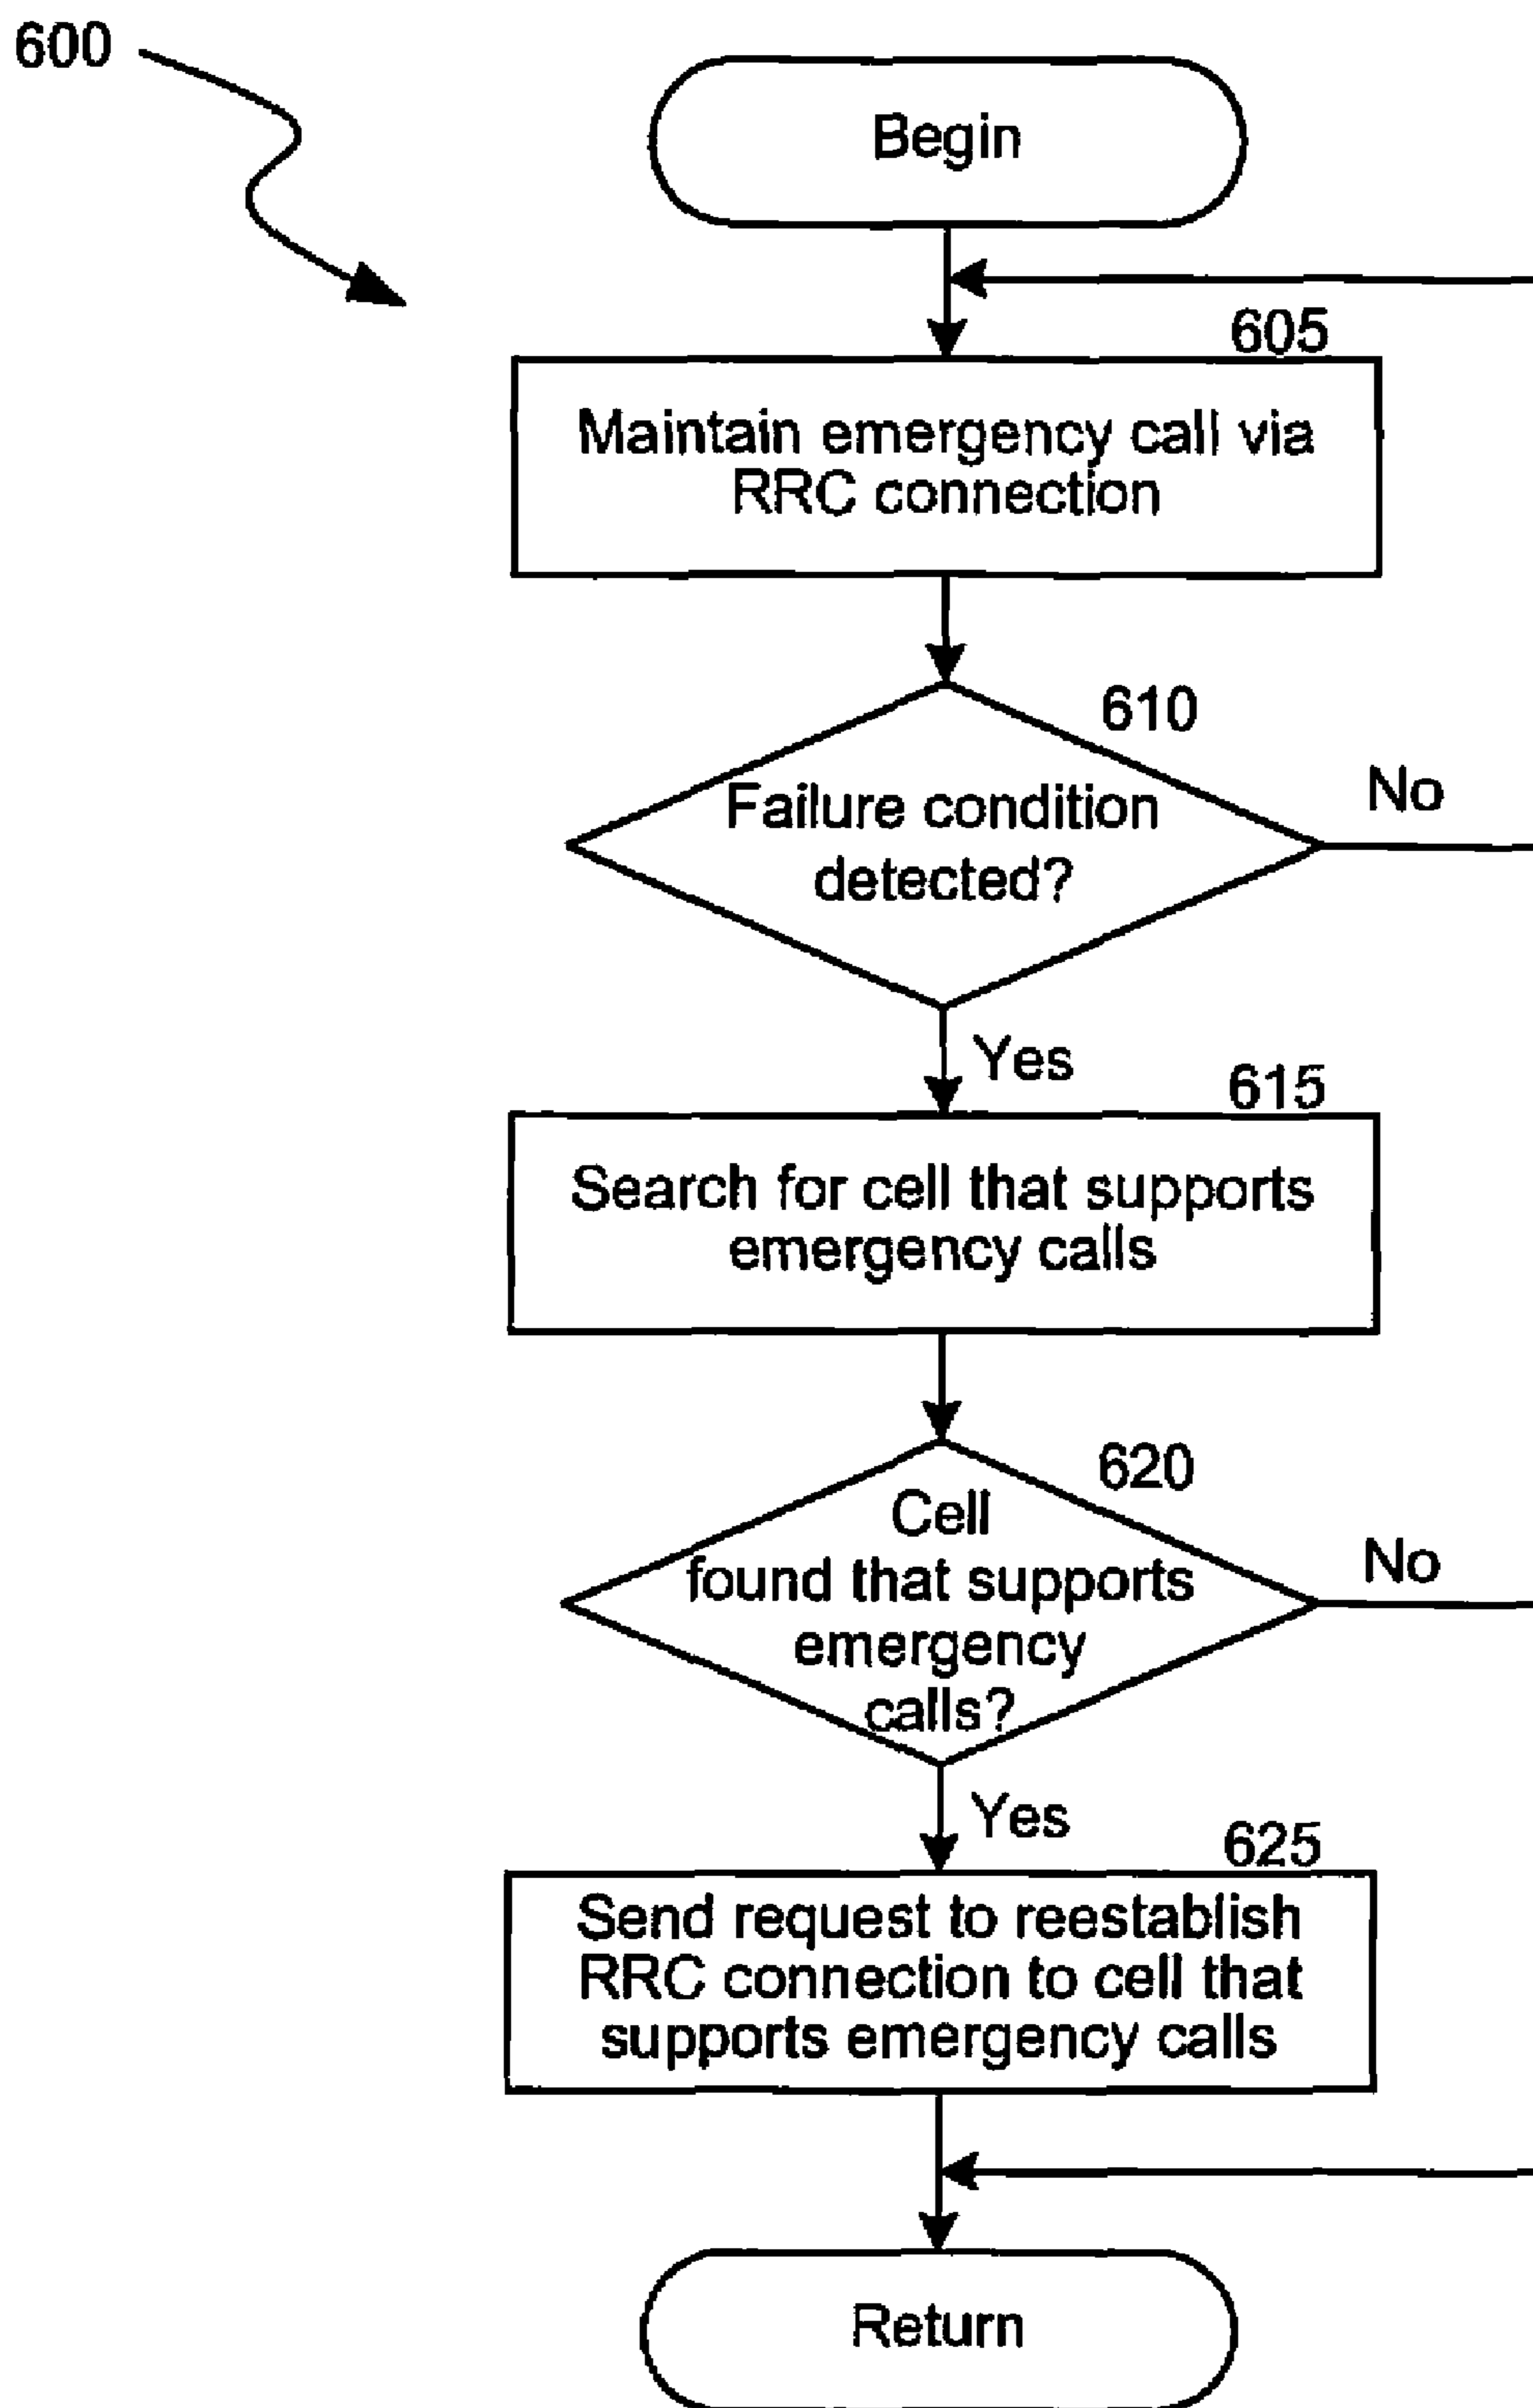 600
Begin
605
Maintain emergency call via
RRC connection
610
Failure condition
detected?
No
Yes
615
Search for cell that supports
emergency calls
620
Cell
found that supports
emergency
calls?
No
Yes
625
Send request to reestablish
RRC connection to cell that
supports emergency calls
Return